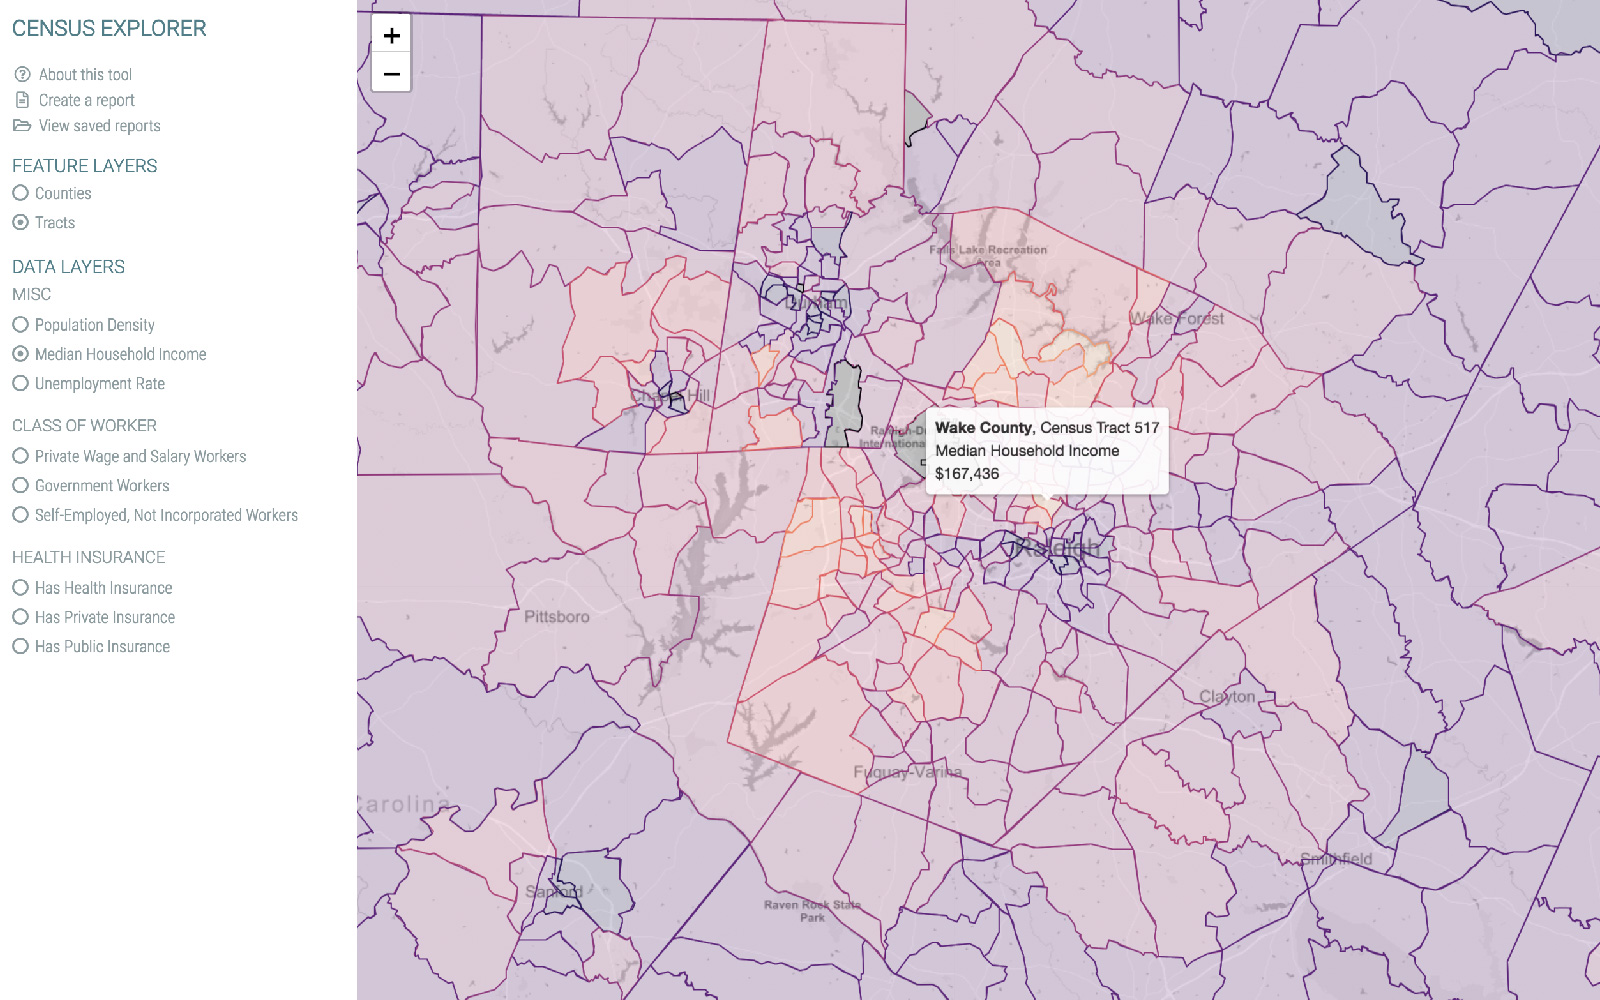 CENSUS EXPLORER
About this tool
Create a report
View saved reports
FEATURE LAYERS
Counties
Tracts
DATA LAYERS
MISC
Population Density
Median Household Income
Unemployment Rate
CLASS OF WORKER
Private Wage and Salary Workers
Government Workers
Self-Employed, Not Incorporated Workers
HEALTH INSURANCE
Has Health Insurance
Has Private Insurance
Has Public Insurance
+
−
Falls Lake Recreation
Area
Durham
Wake Forest
Chapel Hill
Wake County, Census Tract 517
Median Household Income
$167,436
Raleigh
Pittsboro
Clayton
Fuquay-Varina
Carolina
Smithfield
Sanford
Raven Rock State
Park